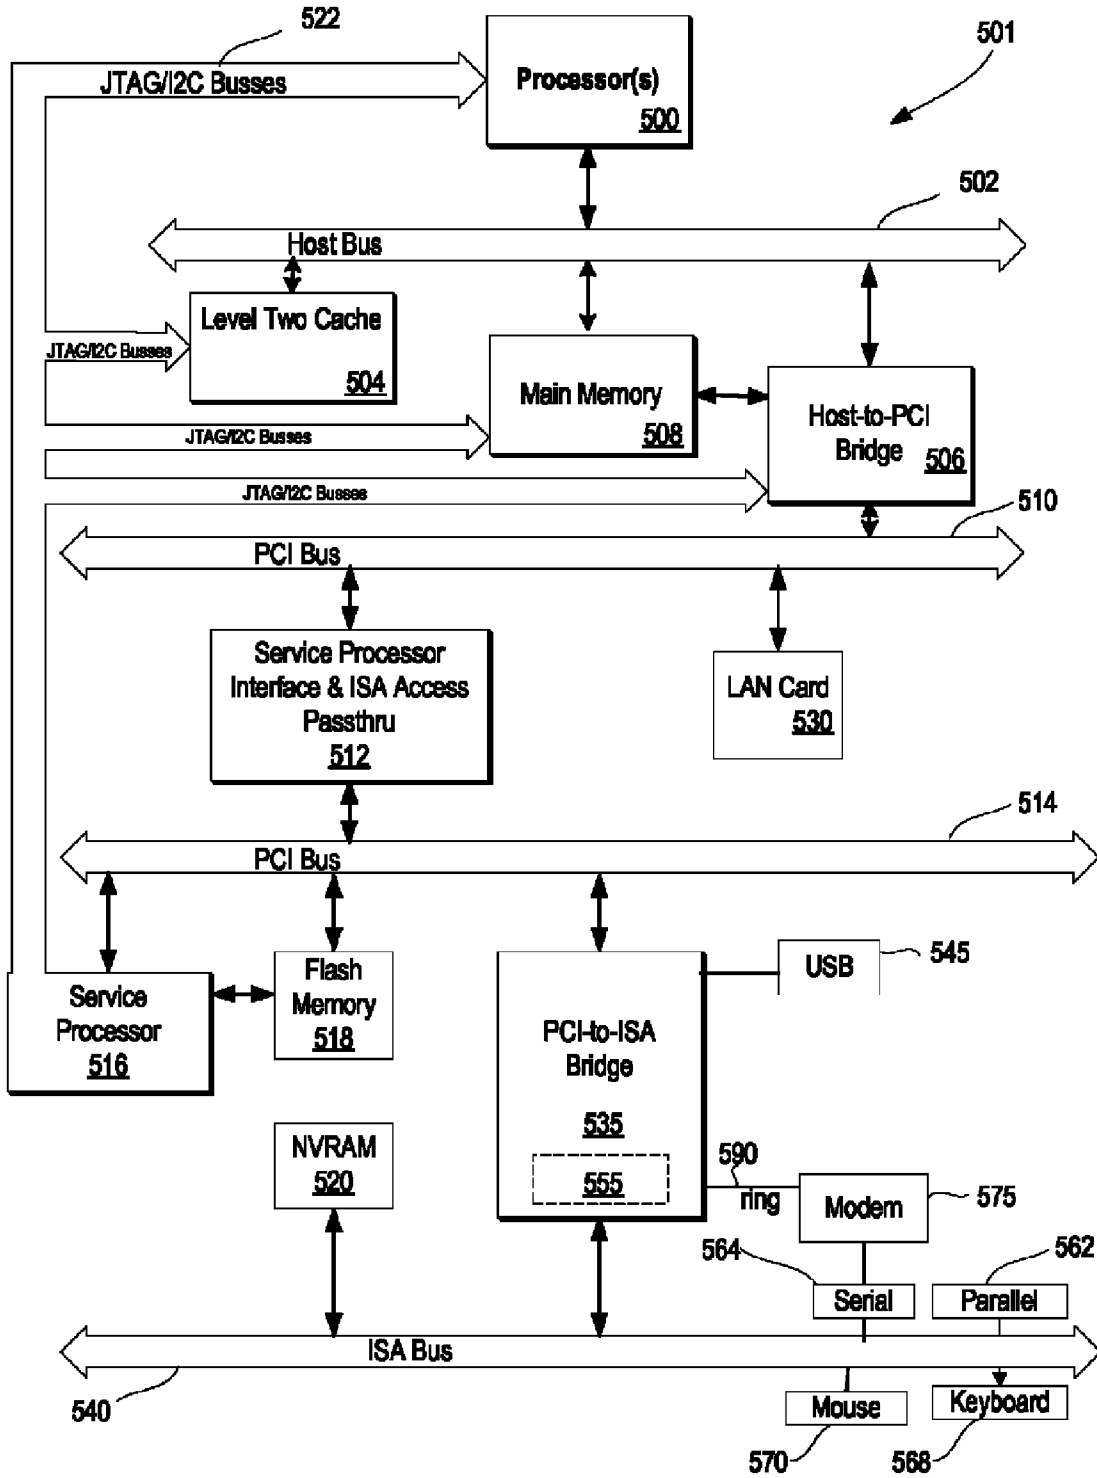 522
JTAG/I2C Busses
Processor(s)
500
501
502
Host Bus
Level Two Cache
504
JTAG/I2C Busses
Main Memory
508
Host-to-PCI
Bridge
506
JTAG/I2C Busses
JTAG/I2C Busses
510
PCI Bus
Service Processor
Interface & ISA Access
Passthru
512
LAN Card
530
514
PCI Bus
Service
Processor
516
Flash
Memory
518
PCI-to-ISA
Bridge
535
555
USB
545
NVRAM
520
590
ring
Modem
575
564
562
Serial
Parallel
ISA Bus
540
Mouse
570
Keyboard
568